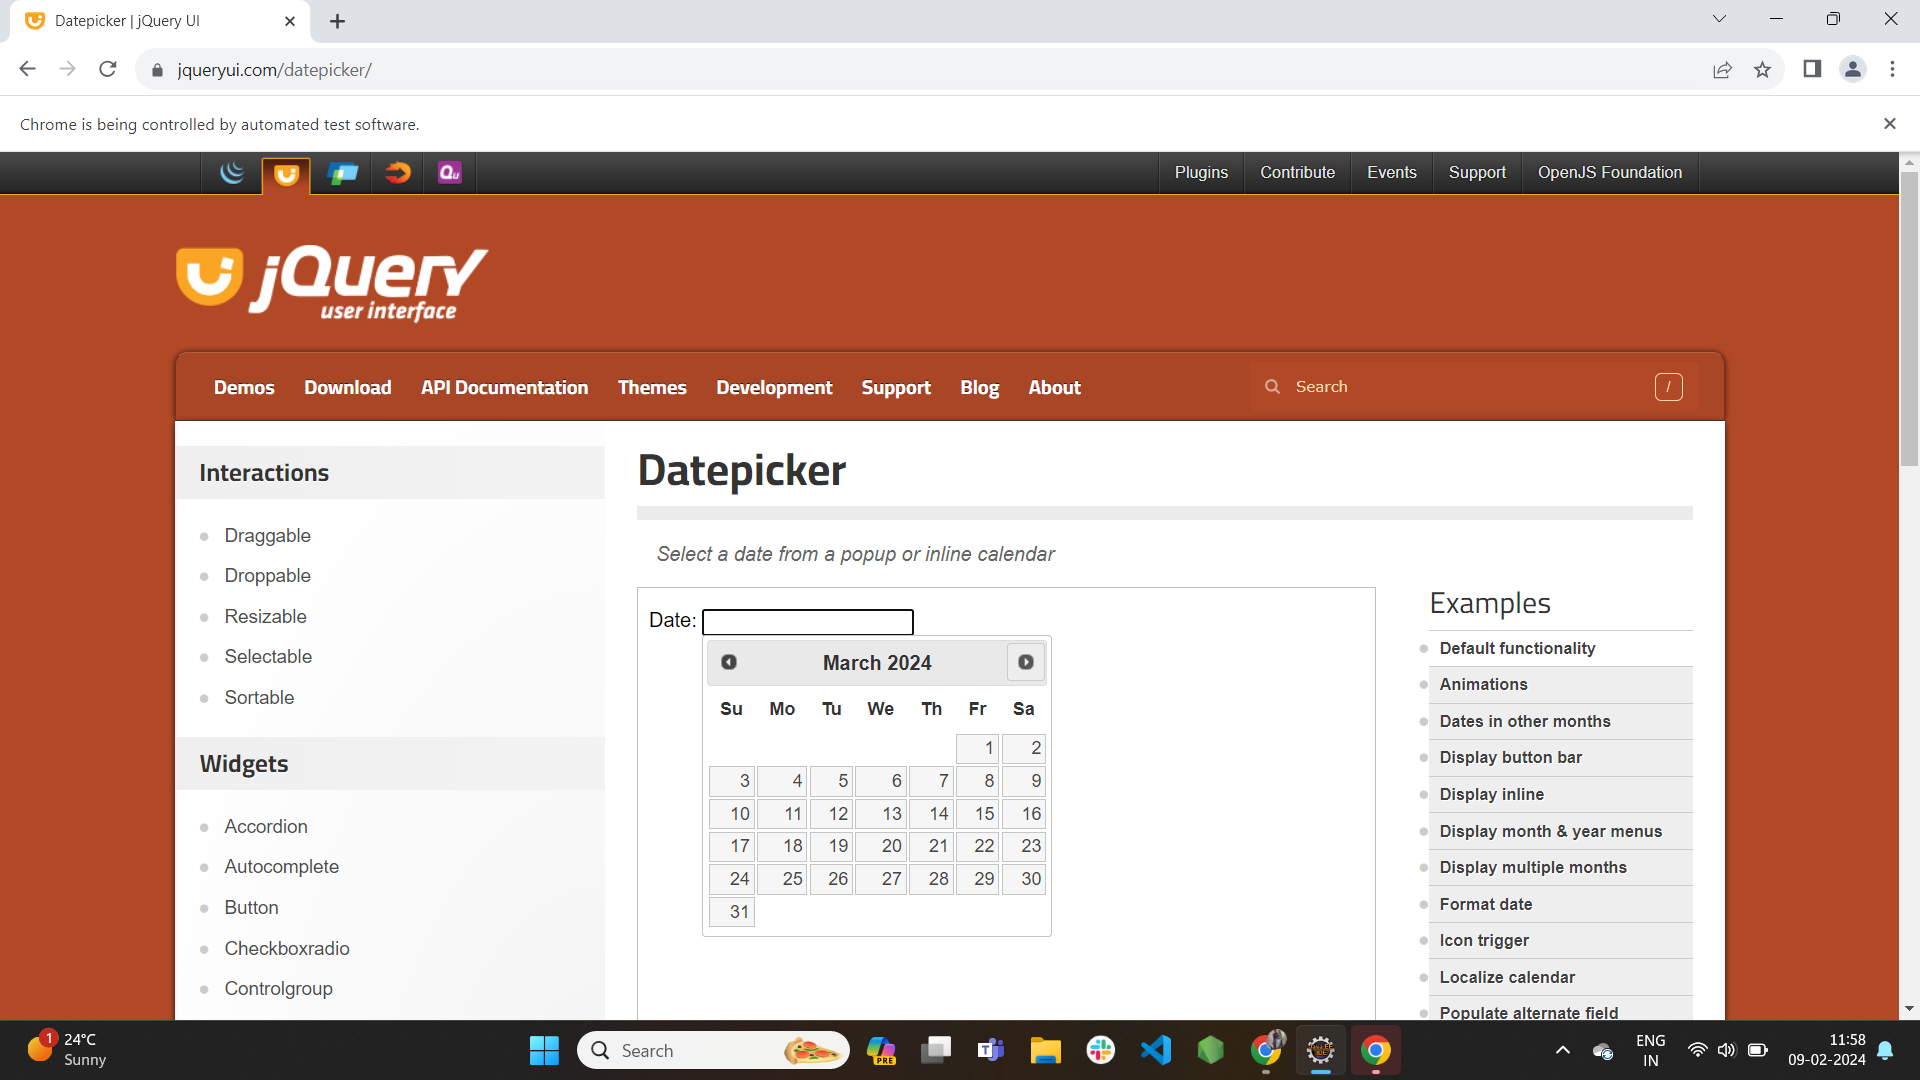 Datepicker | jQuery UI
jqueryui.com/datepicker/
Chrome is being controlled by automated test software.
Qu
Plugins Contribute Events Support OpenJS Foundation
jQuery
user interface
Demos Download API Documentation Themes Development Support Blog About Search /
Interactions
Draggable
Droppable
Resizable
Selectable
Sortable
Widgets
Accordion
Autocomplete
Button
Checkboxradio
Controlgroup
Datepicker
Select a date from a popup or inline calendar
Date:
March 2024
Su Mo Tu We Th Fr Sa
1 2
3 4 5 6 7 8 9
10 11 12 13 14 15 16
17 18 19 20 21 22 23
24 25 26 27 28 29 30
31
Examples
Default functionality
Animations
Dates in other months
Display button bar
Display inline
Display month & year menus
Display multiple months
Format date
Icon trigger
Localize calendar
Populate alternate field
1
24°C
Sunny
Search
PRE
ENG
IN
11:58
09-02-2024